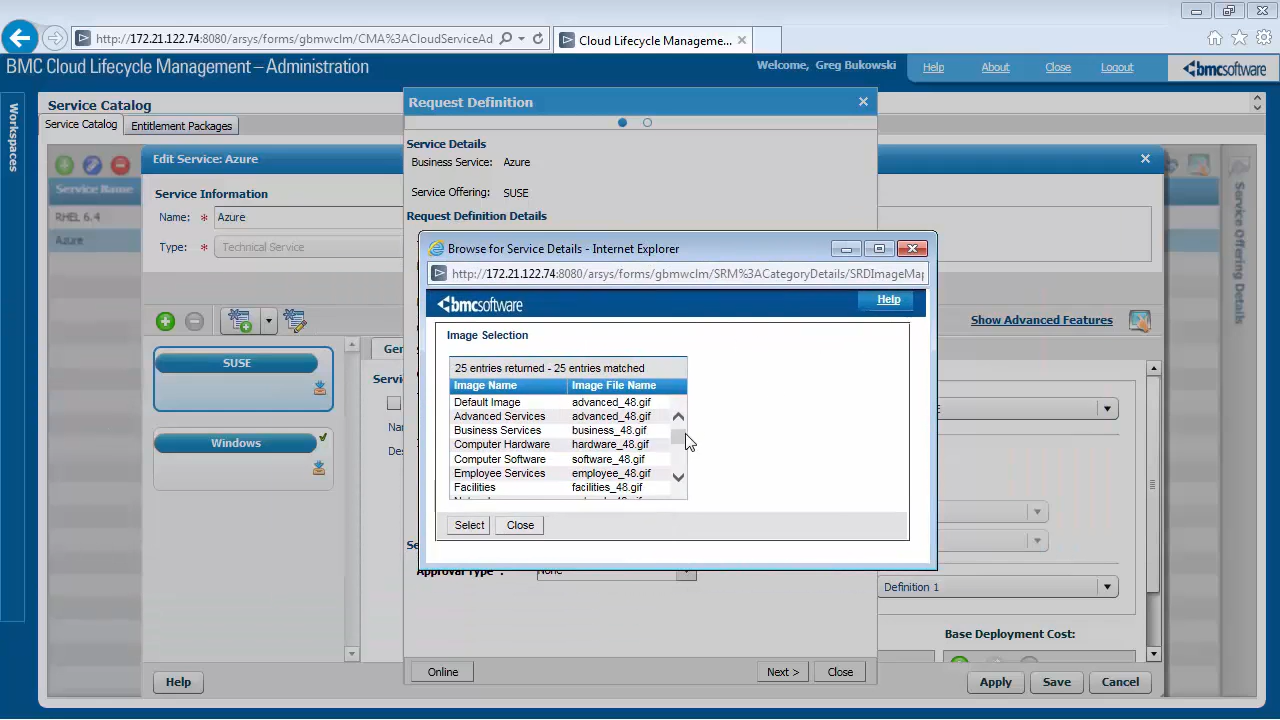 http://172.21.122.74:8080/arsys/forms/gbmwclm/CMA%3ACloudServiceAd
Cloud Lifecycle Manageme...
BMC Cloud Lifecycle Management – Administration
Welcome, Greg Bukowski
Help
About
Close
Logout
bmcsoftware
Workspaces
Service Catalog
Service Catalog
Entitlement Packages
Service Name
RHEL 6.4
Azure
Edit Service: Azure
Service Information
Name: * Azure
Type: * Technical Service
Show Advanced Features
Service Offering Details
SUSE
Windows
Request Definition
Service Details
Business Service: Azure
Service Offering: SUSE
Request Definition Details
Browse for Service Details - Internet Explorer
http://172.21.122.74:8080/arsys/forms/gbmwclm/SRM%3ACategoryDetails/SRDImageMap
bmcsoftware
Help
Image Selection
25 entries returned - 25 entries matched
Image Name Image File Name
Default Image advanced_48.gif
Advanced Services advanced_48.gif
Business Services business_48.gif
Computer Hardware hardware_48.gif
Computer Software software_48.gif
Employee Services employee_48.gif
Facilities facilities_48.gif
Select
Close
Approval Type * : None
Definition 1
Base Deployment Cost:
Online
Next >
Close
Help
Apply
Save
Cancel